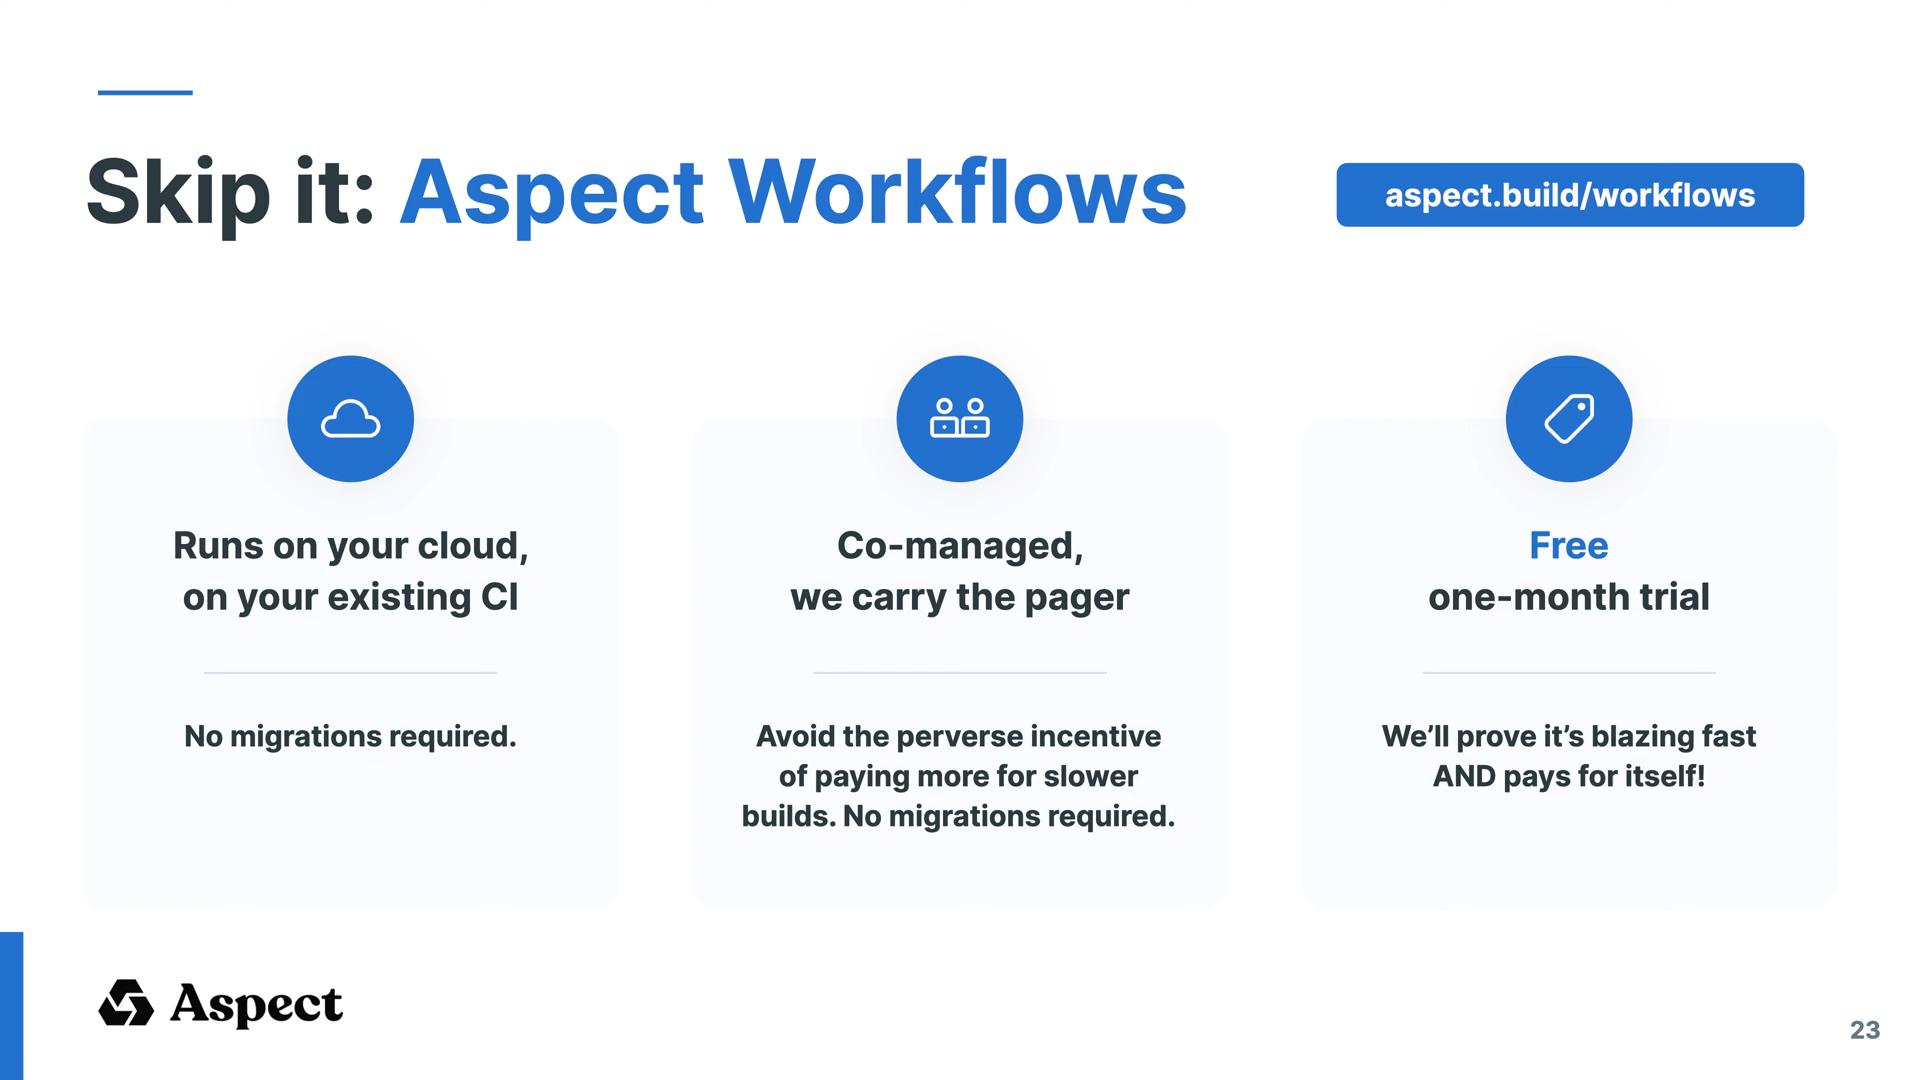 Skip it: Aspect Workflows
aspect.build/workflows
Runs on your cloud,
on your existing CI
No migrations required.
Co-managed,
we carry the pager
Avoid the perverse incentive
of paying more for slower
builds. No migrations required.
Free
one-month trial
We’ll prove it’s blazing fast
AND pays for itself!
Aspect
23